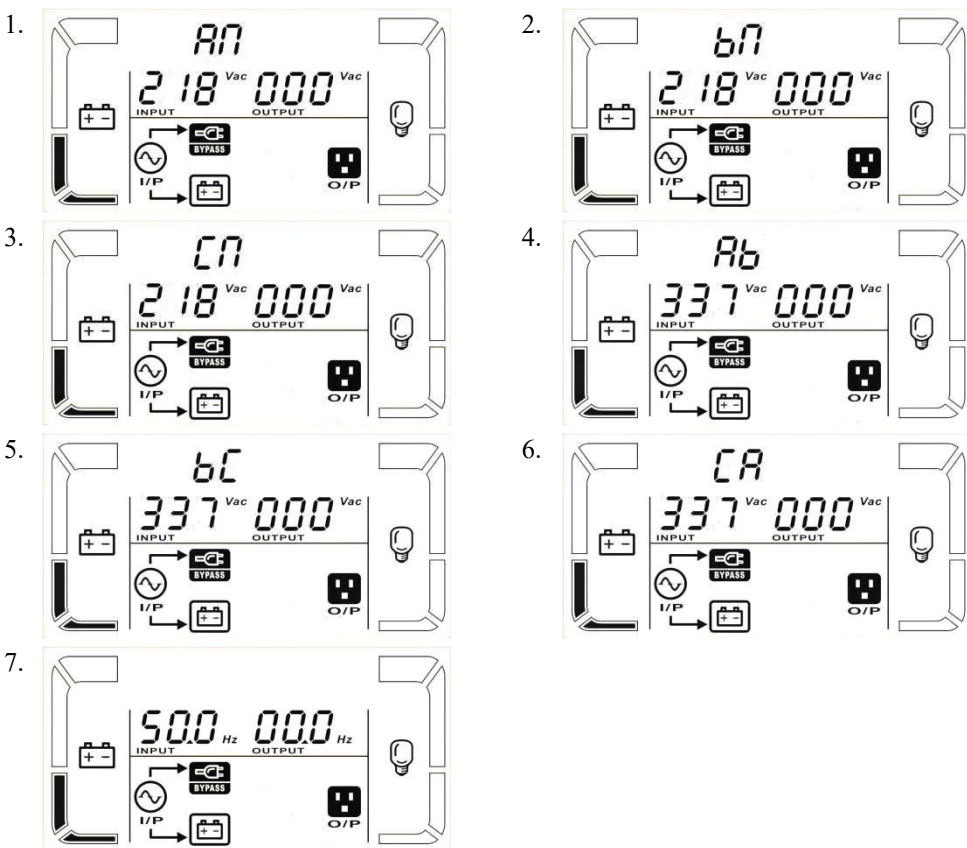 1.
AN
218 Vac 000 Vac
INPUT OUTPUT
BYPASS
I/P
O/P
2.
bN
218 Vac 000 Vac
INPUT OUTPUT
BYPASS
I/P
O/P
3.
CN
218 Vac 000 Vac
INPUT OUTPUT
BYPASS
I/P
O/P
4.
Ab
337 Vac 000 Vac
INPUT OUTPUT
BYPASS
I/P
O/P
5.
bC
337 Vac 000 Vac
INPUT OUTPUT
BYPASS
I/P
O/P
6.
CA
337 Vac 000 Vac
INPUT OUTPUT
BYPASS
I/P
O/P
7.
50.0 Hz 00.0 Hz
INPUT OUTPUT
BYPASS
I/P
O/P